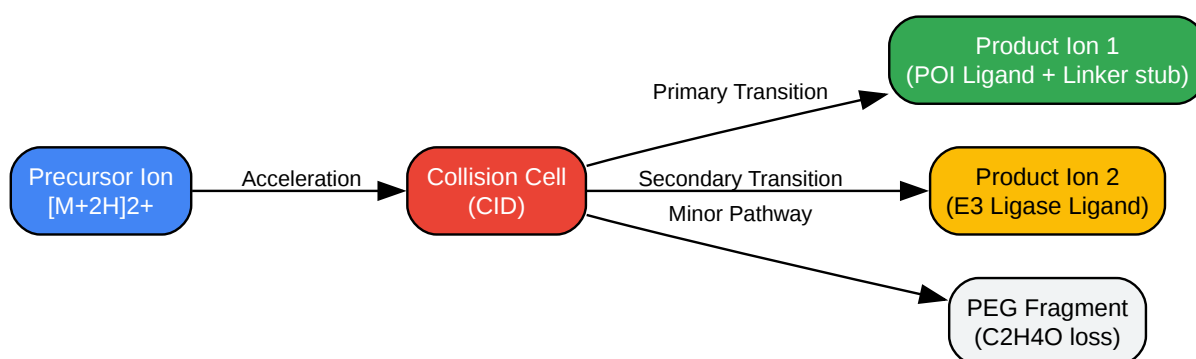 Precursor Ion
[M+2H]2+
Acceleration
Collision Cell
(CID)
Primary Transition
Secondary Transition
Minor Pathway
Product Ion 1
(POI Ligand + Linker stub)
Product Ion 2
(E3 Ligase Ligand)
PEG Fragment
(C2H4O loss)